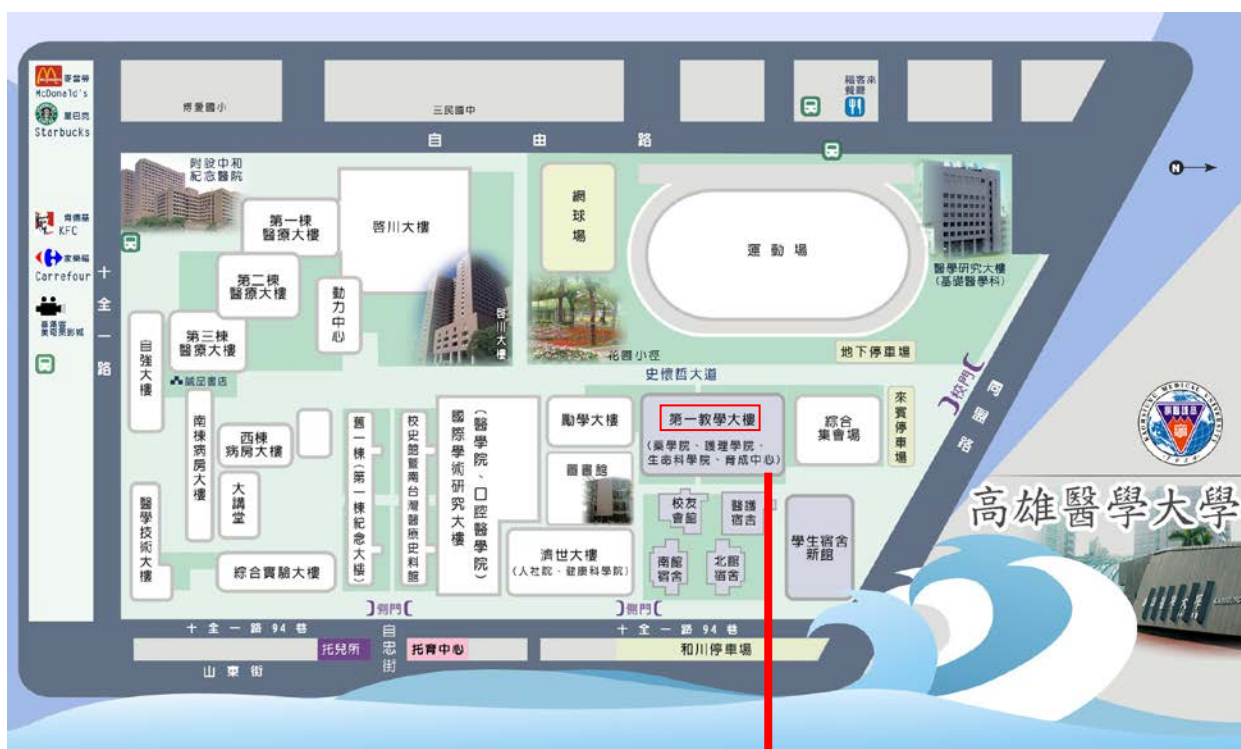 麥當勞
McDonald's
星巴克
Starbucks
肯德基
KFC
家樂福
Carrefour
十全一路
博愛國小
三民國中
福客來
餐廳
自由路
N
附設中和
紀念醫院
第一棟
醫療大樓
啓川大樓
網球場
運動場
醫學研究大樓
(基礎醫學科)
第二棟
醫療大樓
動力中心
啓川大樓
第三棟
醫療大樓
自強大樓
誠品書店
花園小徑
地下停車場
史懷哲大道
校門
同盟路
南棟病房大樓
西棟
病房大樓
大講堂
舊一棟(第一棟紀念大樓)
校史館暨南台灣醫療史料館
國際學術研究大樓
(醫學院、口腔醫學院)
勵學大樓
圖書館
第一教學大樓
(藥學院、護理學院、
生命科學院、育成中心)
綜合
集會場
來賓停車場
KAOHSIUNG MEDICAL UNIVERSITY
1954
高雄醫學大學
醫學技術大樓
綜合實驗大樓
濟世大樓
(人社院、健康科學院)
校友
會館
醫護
宿舍
南館
宿舍
北館
宿舍
學生宿舍
新館
側門
側門
十全一路94巷
自忠街
十全一路94巷
托兒所
托育中心
和川停車場
山東街